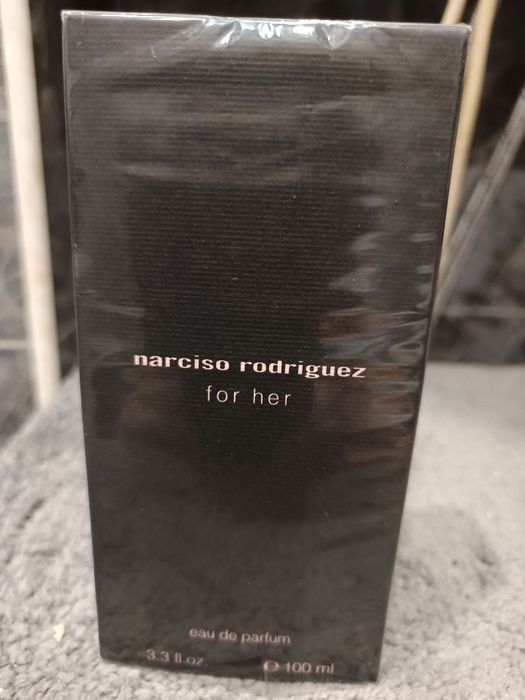 narciso rodriguez
for her
eau de parfum
3.3 fl.oz. ℮ 100 ml